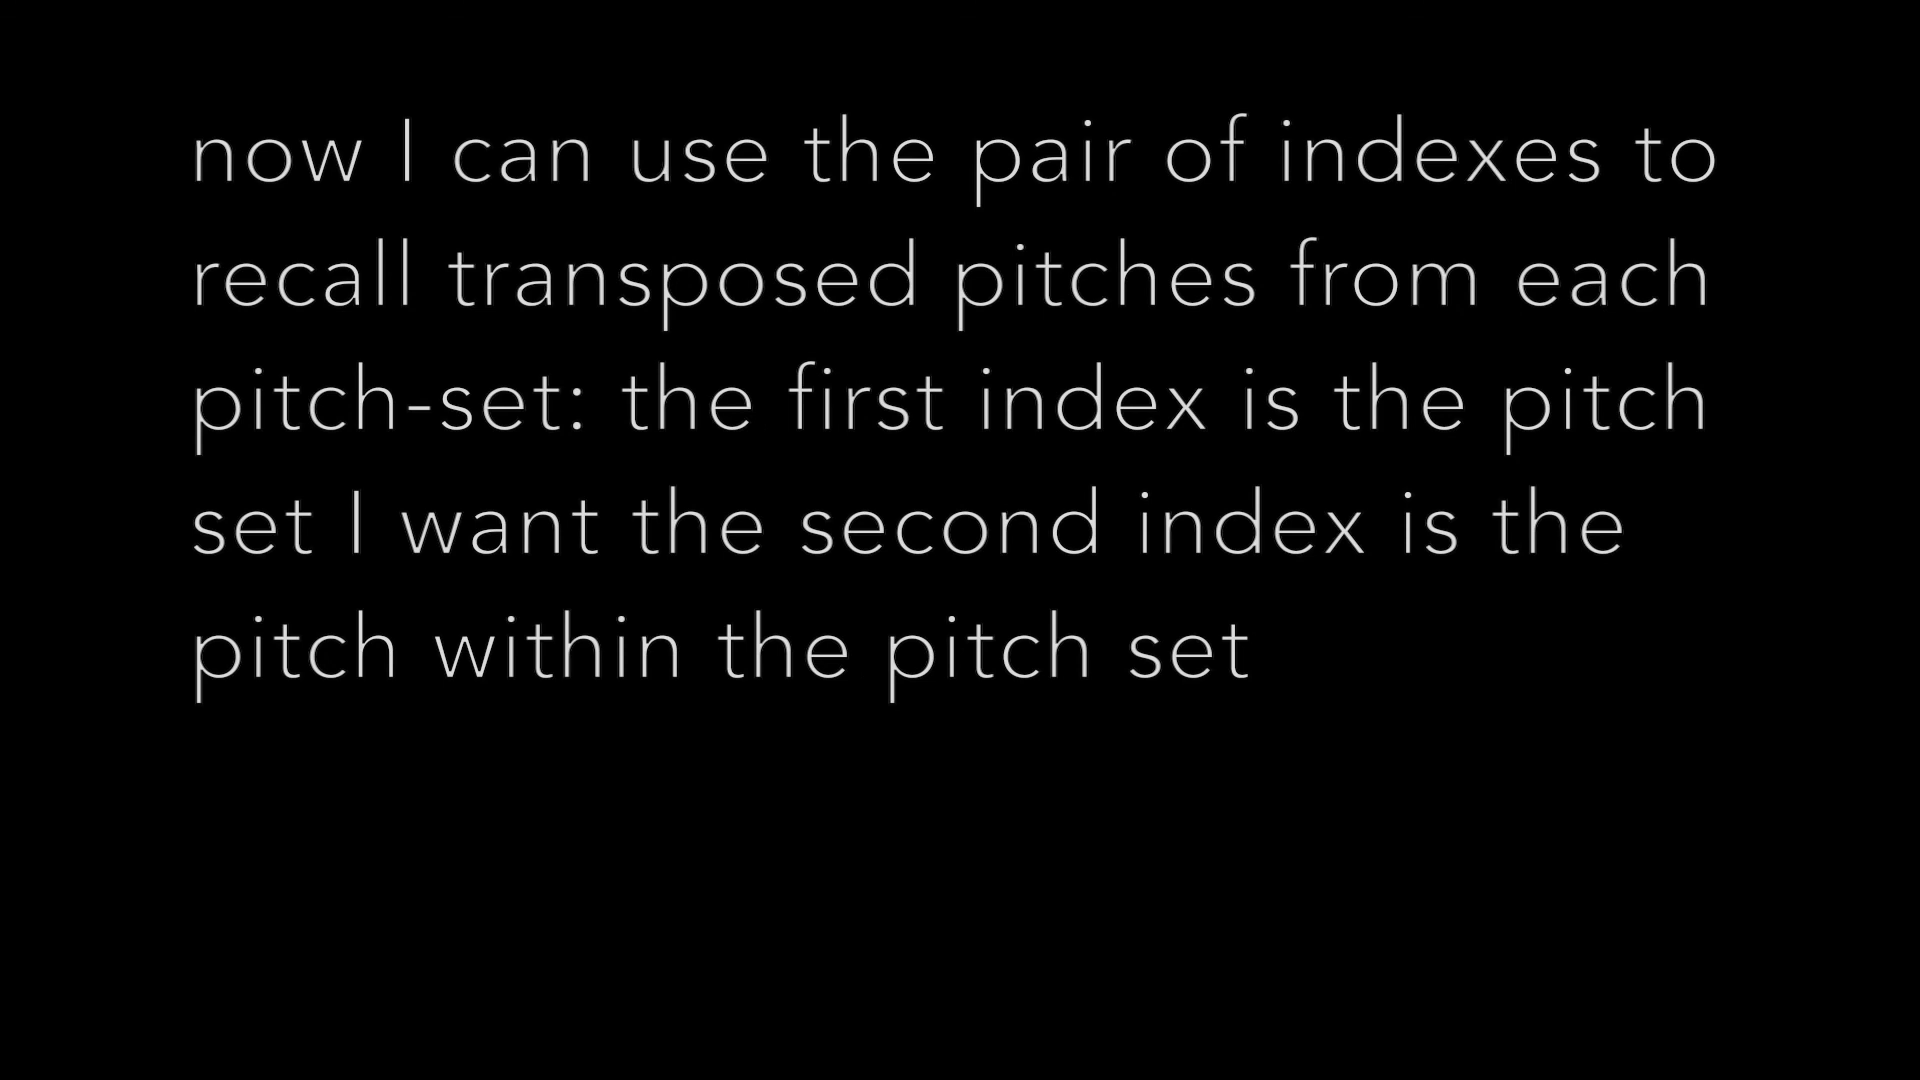 now I can use the pair of indexes to
recall transposed pitches from each
pitch-set: the first index is the pitch
set I want the second index is the
pitch within the pitch set